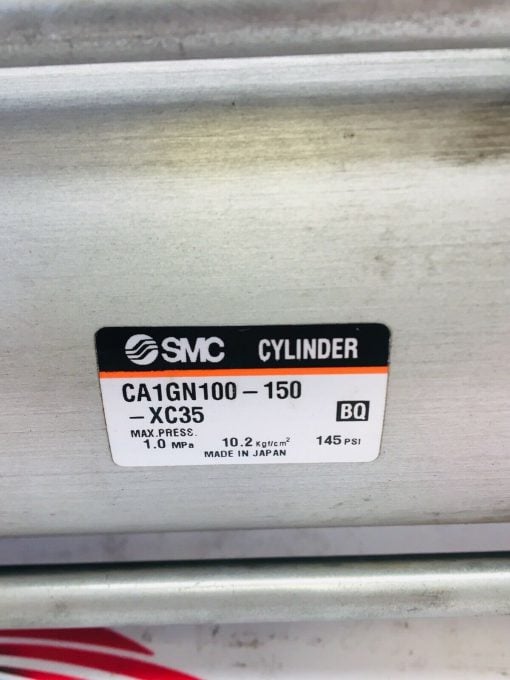 SMC CYLINDER
CA1GN100-150
-XC35
BQ
MAX.PRESS.
1.0 MPa 10.2 Kgf/cm² 145 PSI
MADE IN JAPAN